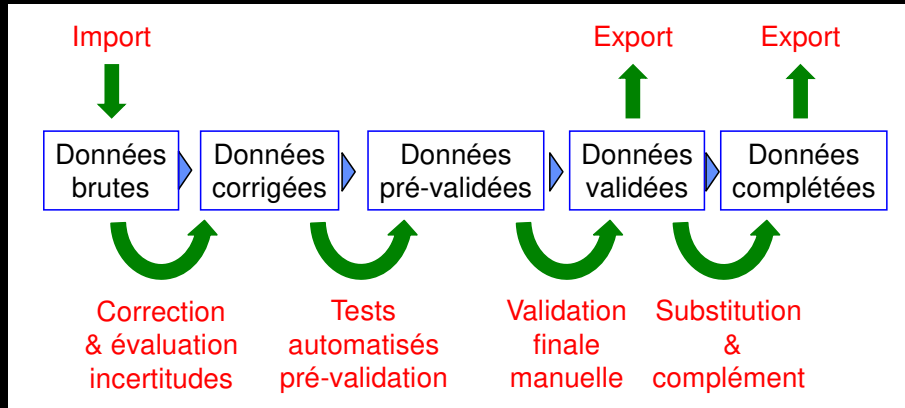 Import
Export
Export
Données
brutes
Données
corrigées
Données
pré-validées
Données
validées
Données
complétées
Correction
& évaluation
incertitudes
Tests
automatisés
pré-validation
Validation
finale
manuelle
Substitution
&
complément